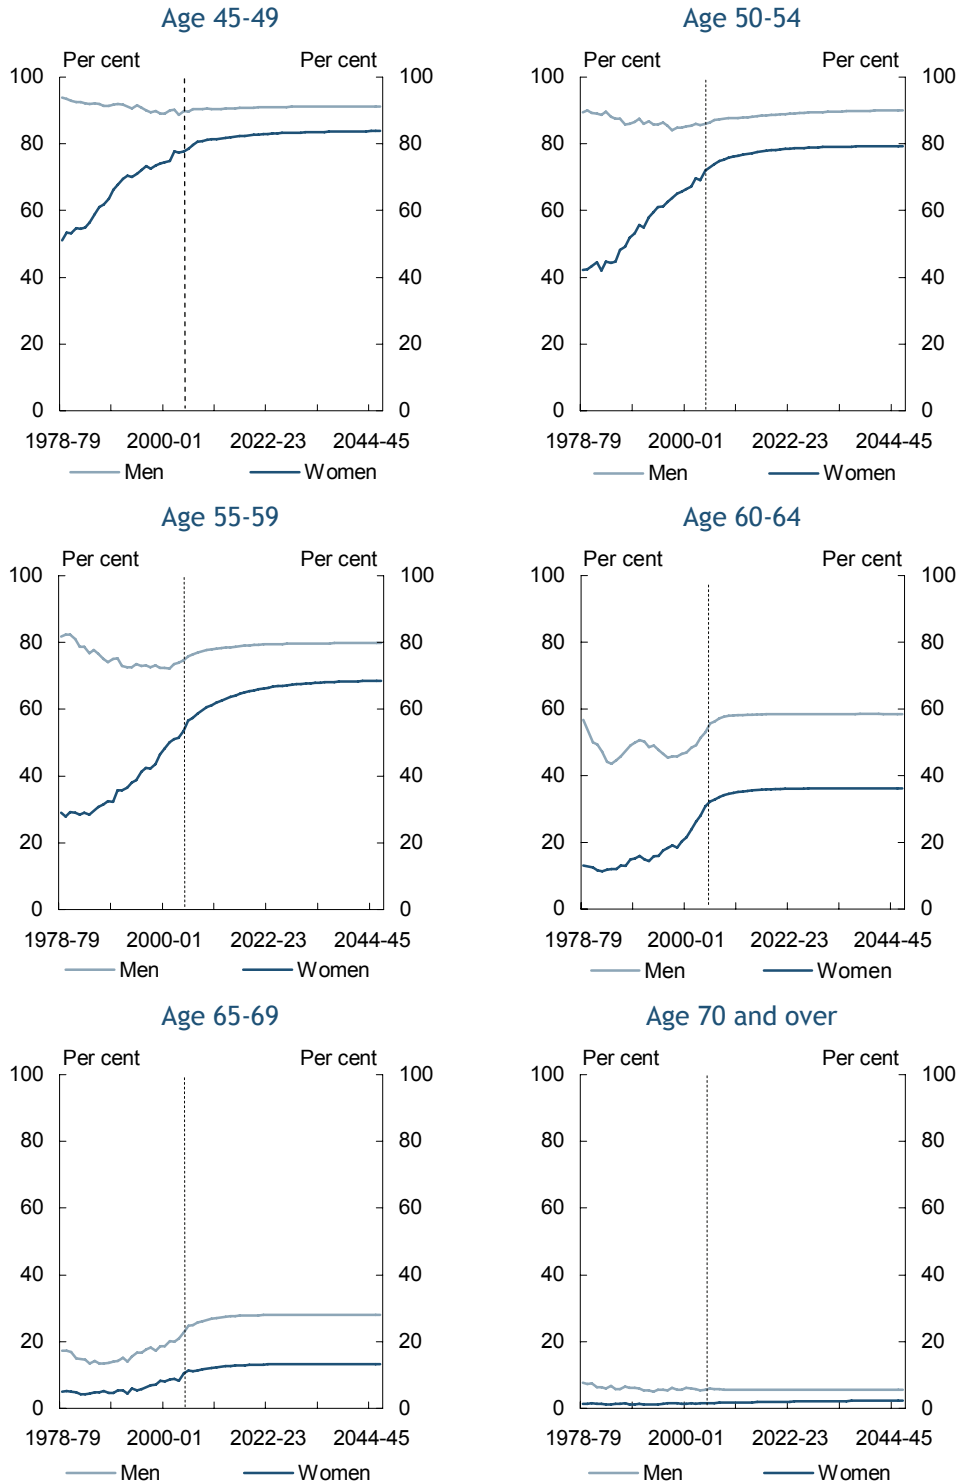 Age 45-49
Per cent Per cent
100 100
80 80
60 60
40 40
20 20
0 0
1978-79 2000-01 2022-23 2044-45
Men Women
Age 50-54
Per cent Per cent
100 100
80 80
60 60
40 40
20 20
0 0
1978-79 2000-01 2022-23 2044-45
Men Women
Age 55-59
Per cent Per cent
100 100
80 80
60 60
40 40
20 20
0 0
1978-79 2000-01 2022-23 2044-45
Men Women
Age 60-64
Per cent Per cent
100 100
80 80
60 60
40 40
20 20
0 0
1978-79 2000-01 2022-23 2044-45
Men Women
Age 65-69
Per cent Per cent
100 100
80 80
60 60
40 40
20 20
0 0
1978-79 2000-01 2022-23 2044-45
Men Women
Age 70 and over
Per cent Per cent
100 100
80 80
60 60
40 40
20 20
0 0
1978-79 2000-01 2022-23 2044-45
Men Women